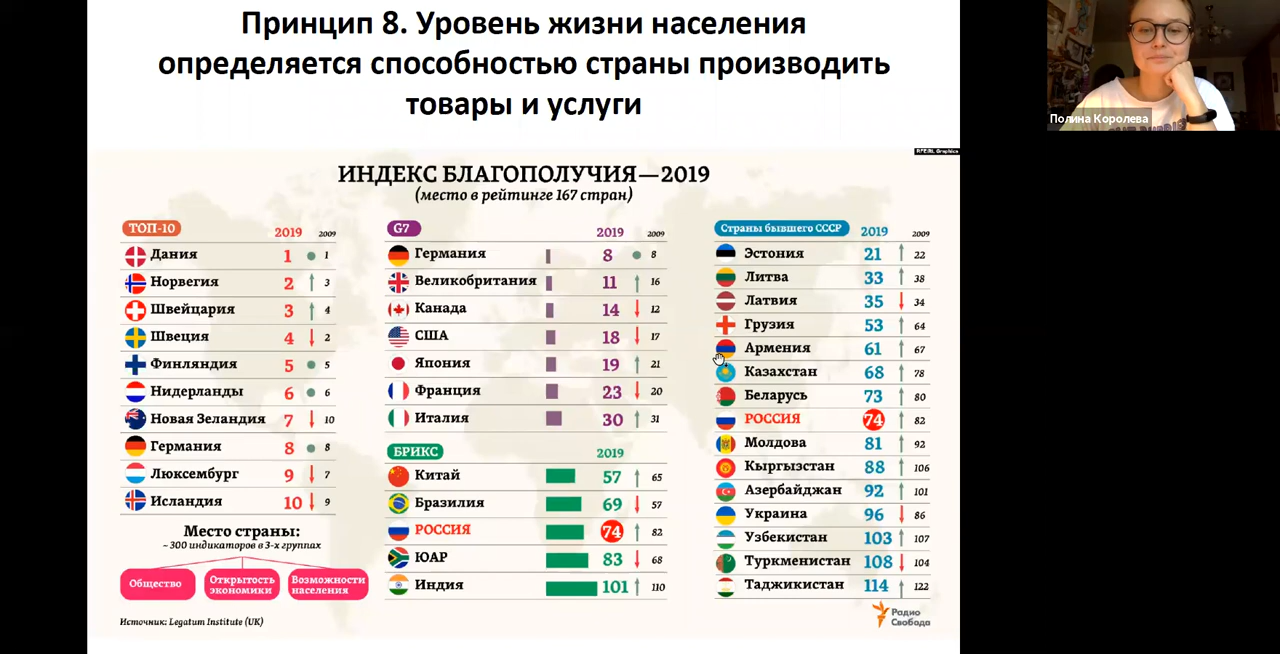 Принцип 8. Уровень жизни населения
определяется способностью страны производить
товары и услуги
Полина Королева
RFE/RL Graphics
ИНДЕКС БЛАГОПОЛУЧИЯ—2019
(место в рейтинге 167 стран)
ТОП-10 2019 2009
Дания 1 1
Норвегия 2 3
Швейцария 3 4
Швеция 4 2
Финляндия 5 5
Нидерланды 6 6
Новая Зеландия 7 10
Германия 8 8
Люксембург 9 7
Исландия 10 9
Место страны:
~ 300 индикаторов в 3-х группах
Общество
Открытость
экономики
Возможности
населения
Источник: Legatum Institute (UK)
G7 2019 2009
Германия 8 8
Великобритания 11 16
Канада 14 12
США 18 17
Япония 19 21
Франция 23 20
Италия 30 31
БРИКС 2019
Китай 57 65
Бразилия 69 57
РОССИЯ 74 82
ЮАР 83 68
Индия 101 110
Страны бывшего СССР 2019 2009
Эстония 21 22
Литва 33 38
Латвия 35 34
Грузия 53 64
Армения 61 67
Казахстан 68 78
Беларусь 73 80
РОССИЯ 74 82
Молдова 81 92
Кыргызстан 88 106
Азербайджан 92 101
Украина 96 86
Узбекистан 103 107
Туркменистан 108 104
Таджикистан 114 122
Радио
Свобода